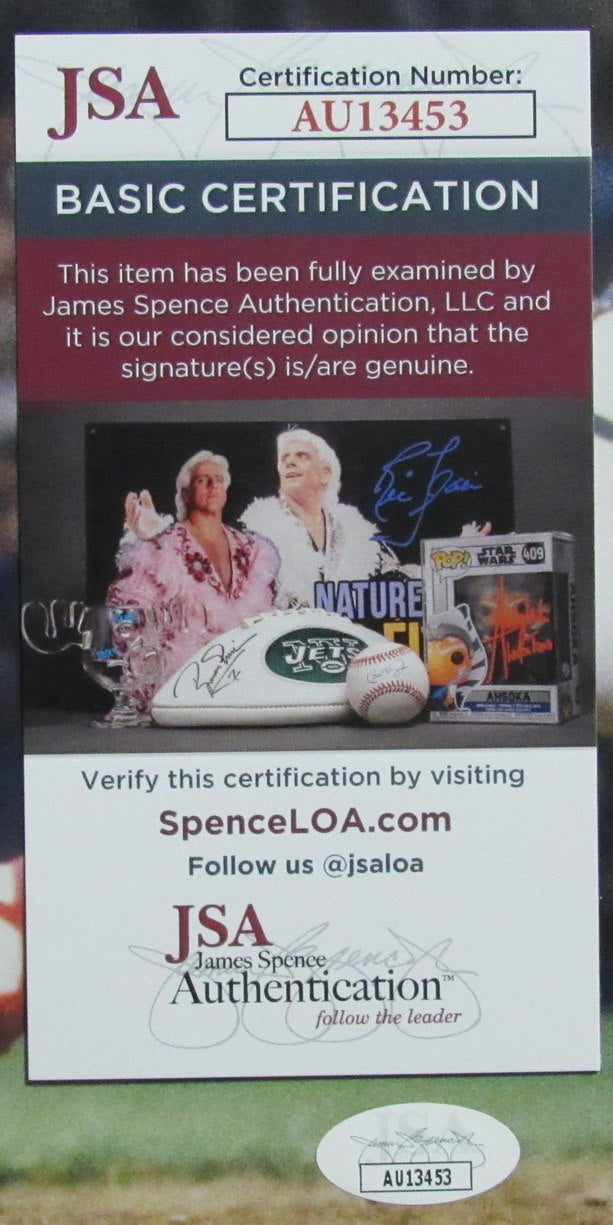 JSA
Certification Number:
AU13453
BASIC CERTIFICATION
This item has been fully examined by
James Spence Authentication, LLC and
it is our considered opinion that the
signature(s) is/are genuine.
NATURE
POP!
STAR
WARS
409
JETS
AHSOKA
Verify this certification by visiting
SpenceLOA.com
Follow us @jsaloa
JSA
James Spence
Authentication™
follow the leader
JSA
AU13453